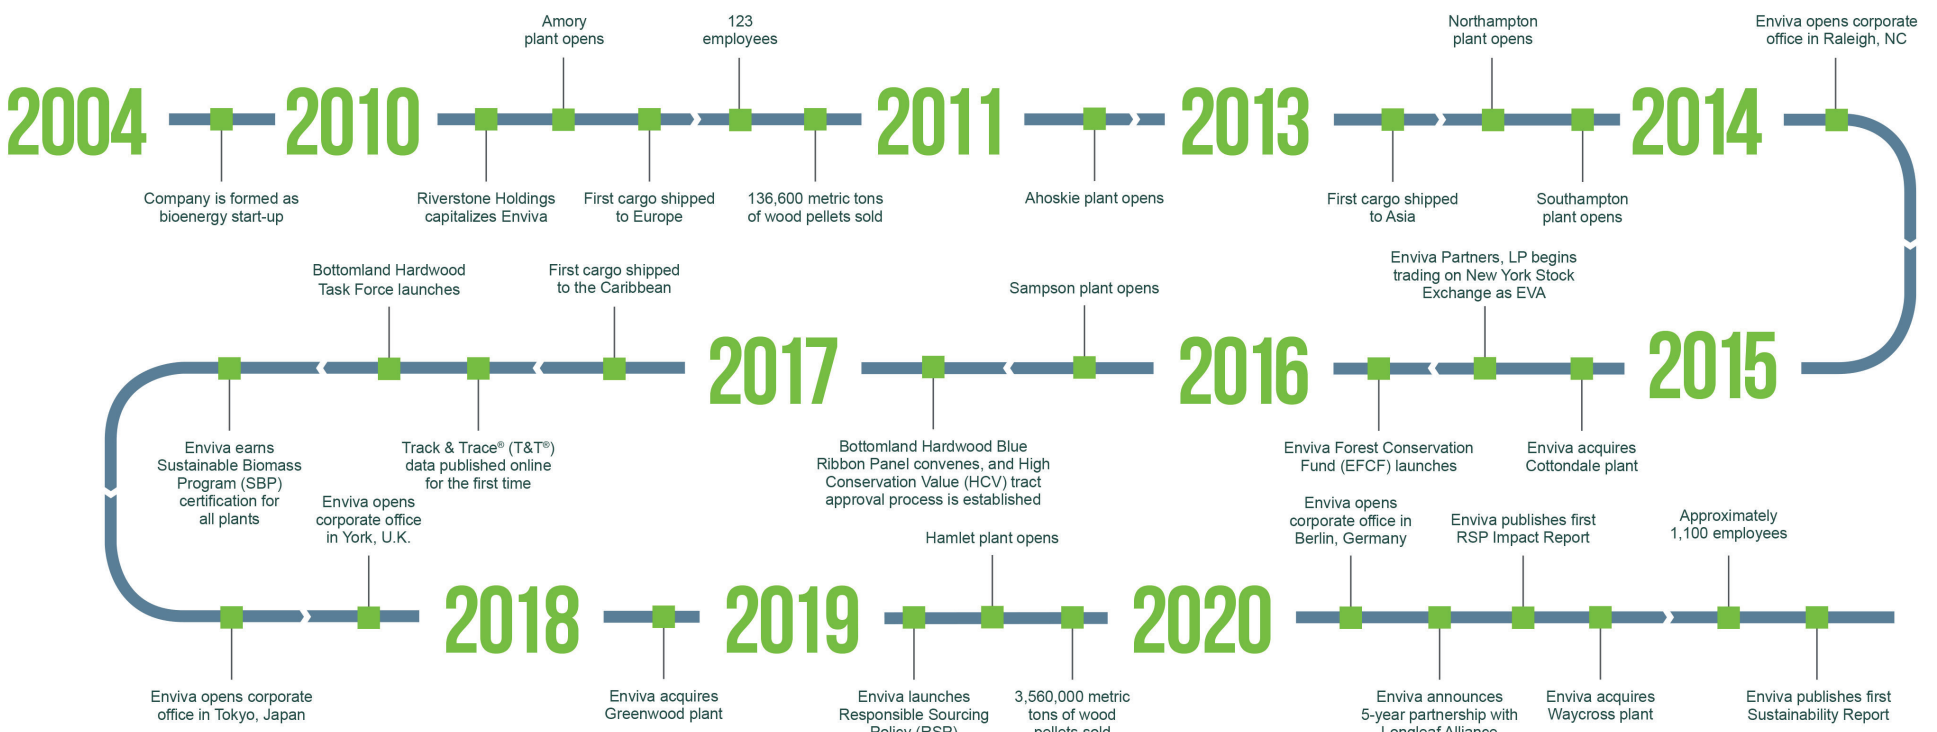 2004
Company is formed as
bioenergy start-up
2010
Riverstone Holdings
capitalizes Enviva
Amory
plant opens
First cargo shipped
to Europe
123
employees
136,600 metric tons
of wood pellets sold
2011
Ahoskie plant opens
2013
First cargo shipped
to Asia
Northampton
plant opens
Southampton
plant opens
2014
Enviva opens corporate
office in Raleigh, NC
2015
Enviva acquires
Cottondale plant
Enviva Partners, LP begins
trading on New York Stock
Exchange as EVA
Enviva Forest Conservation
Fund (EFCF) launches
2016
Sampson plant opens
Bottomland Hardwood Blue
Ribbon Panel convenes, and High
Conservation Value (HCV) tract
approval process is established
2017
First cargo shipped
to the Caribbean
Track & Trace® (T&T®)
data published online
for the first time
Bottomland Hardwood
Task Force launches
Enviva earns
Sustainable Biomass
Program (SBP)
certification for
all plants
Enviva opens corporate
office in Tokyo, Japan
Enviva opens
corporate office
in York, U.K.
2018
Enviva acquires
Greenwood plant
2019
Enviva launches
Responsible Sourcing
Policy (RSP)
Hamlet plant opens
3,560,000 metric
tons of wood
pellets sold
2020
Enviva opens
corporate office in
Berlin, Germany
Enviva announces
5-year partnership with
Longleaf Alliance
Enviva publishes first
RSP Impact Report
Enviva acquires
Waycross plant
Approximately
1,100 employees
Enviva publishes first
Sustainability Report